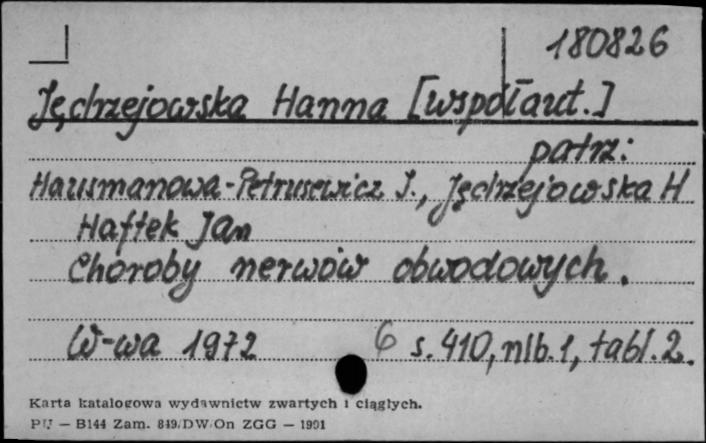 180826
Jędrzejowska Hanna [współaut.]
patrz:
Hausmanowa-Petrusewicz I., Jędrzejowska H
Haftek Jan
Choroby nerwów obwodowych.
W-wa 1972 6 s. 410, nlb. 1, tabl. 2.
Karta katalogowa wydawnictw zwartych i ciągłych.
PU — B144 Zam. 849/DW/On ZGG — 1991